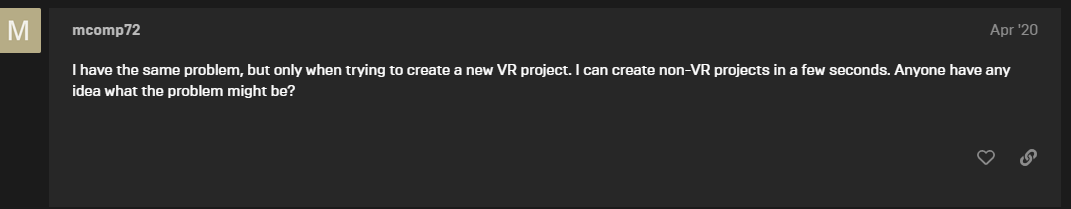 M
mcomp72
Apr '20
I have the same problem, but only when trying to create a new VR project. I can create non-VR projects in a few seconds. Anyone have any
idea what the problem might be?